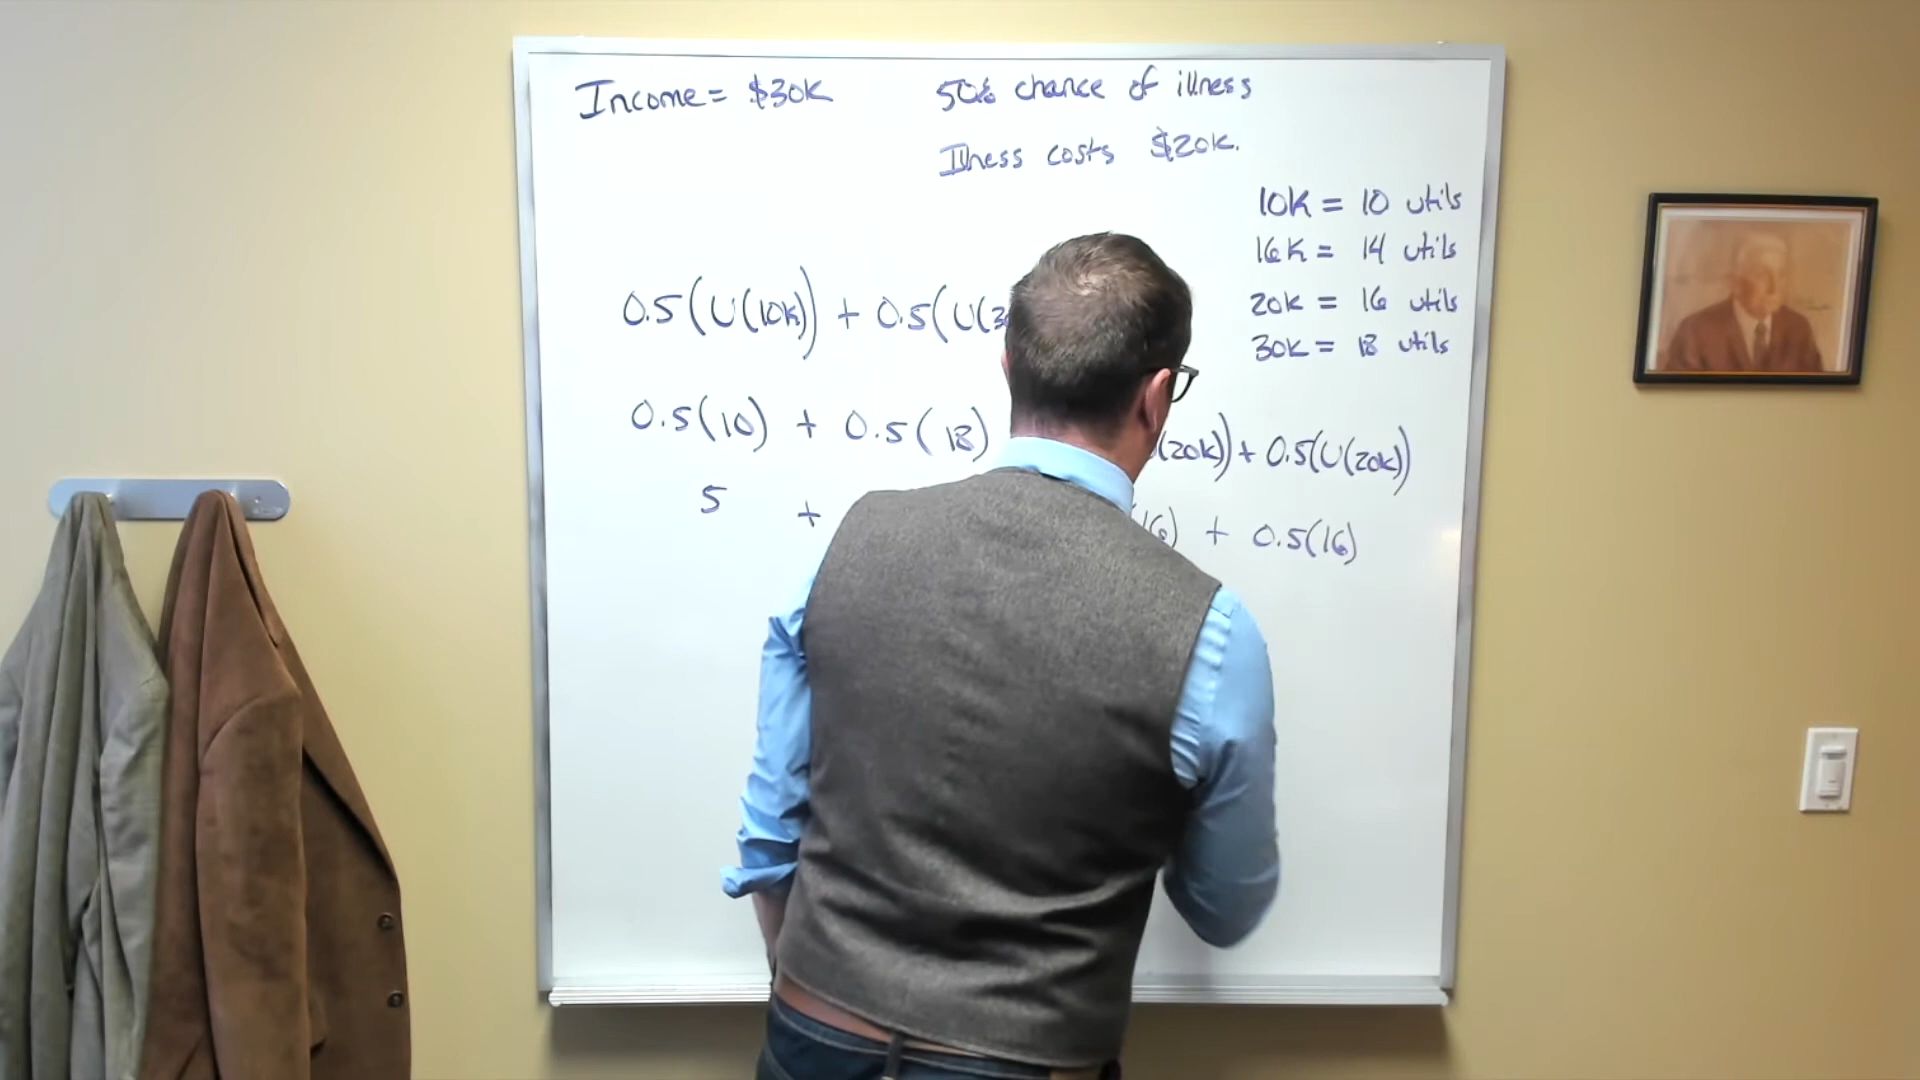 Income = $30K
50% chance of illness
Illness costs $20K.
10K = 10 utils
16K = 14 utils
20K = 16 utils
30K = 18 utils
0.5(U(10K)) + 0.5(U(3
0.5(10) + 0.5(18)
(20K)) + 0.5(U(20K))
5 +
16) + 0.5(16)